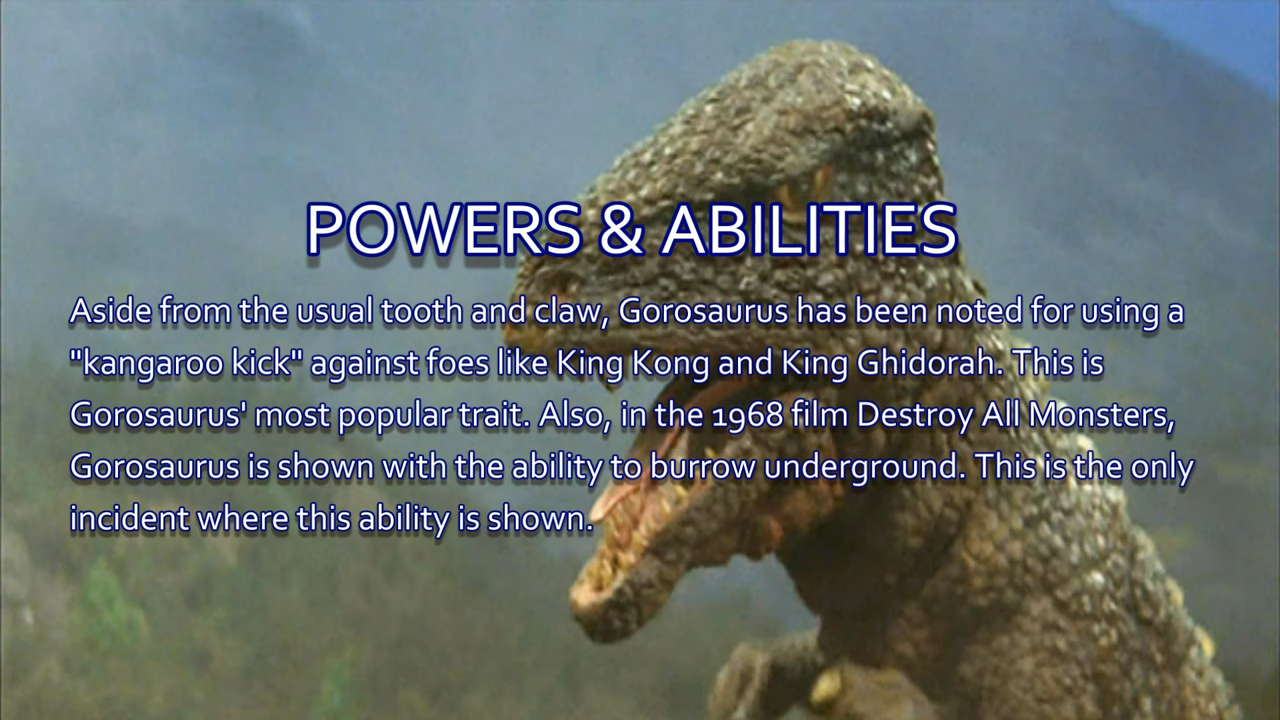 POWERS & ABILITIES
Aside from the usual tooth and claw, Gorosaurus has been noted for using a
"kangaroo kick" against foes like King Kong and King Ghidorah. This is
Gorosaurus' most popular trait. Also, in the 1968 film Destroy All Monsters,
Gorosaurus is shown with the ability to burrow underground. This is the only
incident where this ability is shown.